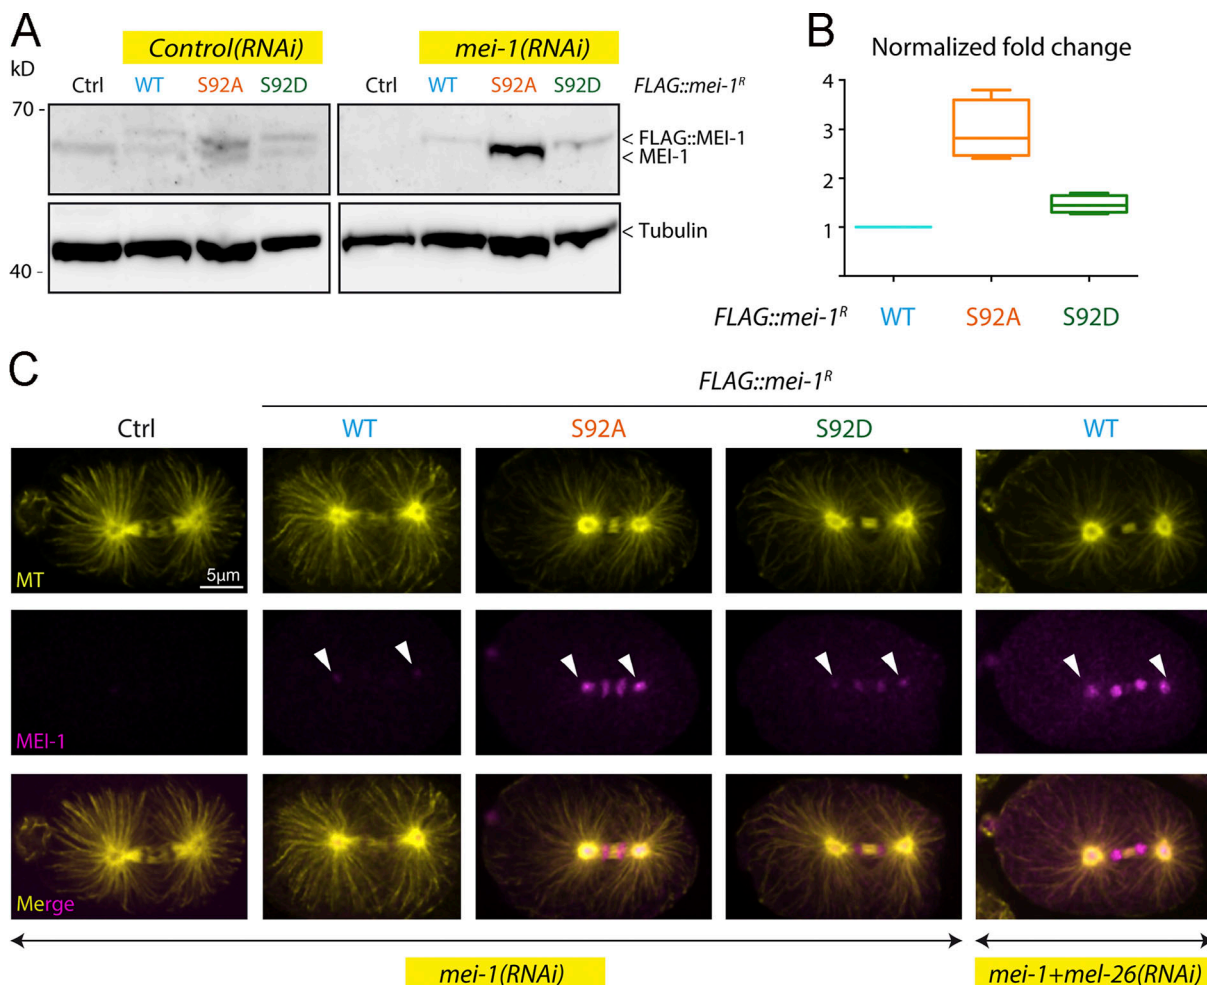 A
Control(RNAi)
mei-1(RNAi)
kD
Ctrl WT S92A S92D Ctrl WT S92A S92D FLAG::mei-1ᴿ
70 -
< FLAG::MEI-1
< MEI-1
< Tubulin
40 -
B
Normalized fold change
4
3
2
1
FLAG::mei-1ᴿ WT S92A S92D
C
FLAG::mei-1ᴿ
Ctrl WT S92A S92D WT
MT
5µm
MEI-1
Merge
mei-1(RNAi) mei-1+mel-26(RNAi)